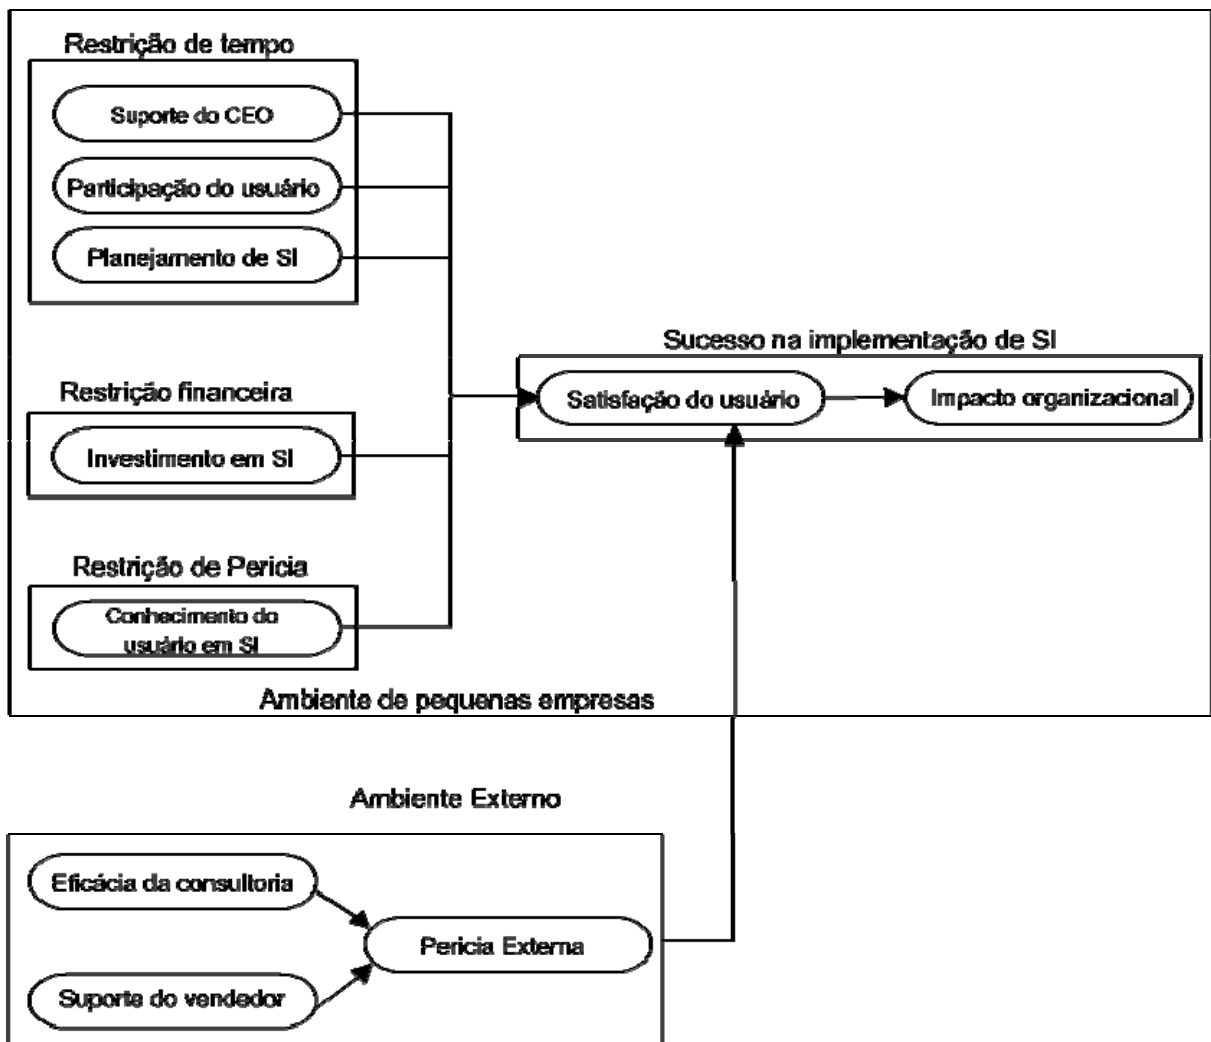 Restrição de tempo
Suporte do CEO
Participação do usuário
Planejamento de SI
Restrição financeira
Investimento em SI
Restrição de Pericia
Conhecimento do
usuário em SI
Sucesso na implementação de SI
Satisfação do usuário
Impacto organizacional
Ambiente de pequenas empresas
Ambiente Externo
Eficácia da consultoria
Pericia Externa
Suporte do vendedor